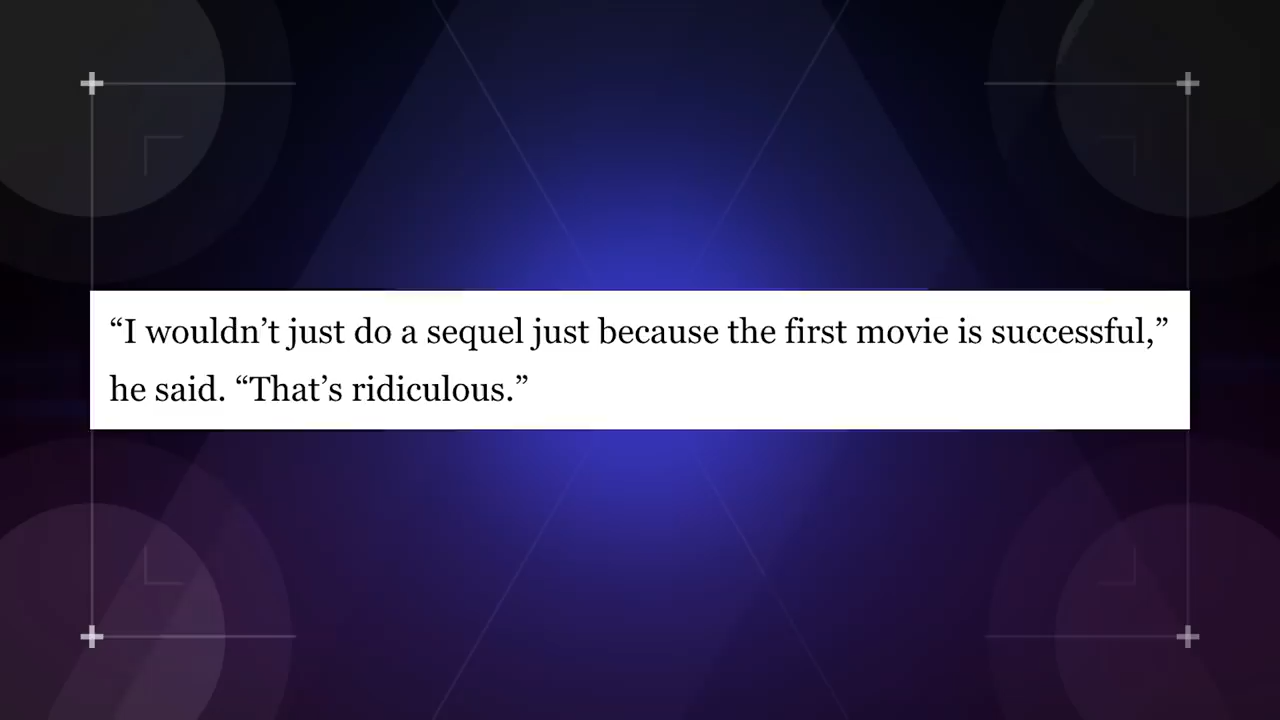 “I wouldn’t just do a sequel just because the first movie is successful,”
he said. “That’s ridiculous.”